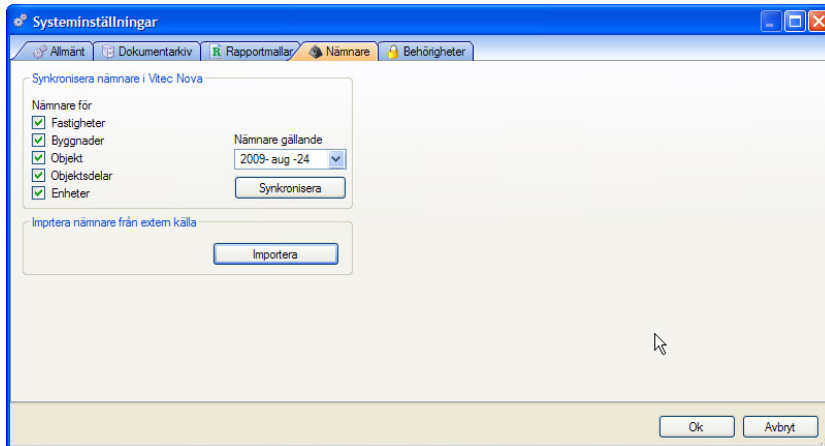 Systeminställningar
Allmänt
Dokumentarkiv
R Rapportmallar
Nämnare
Behörigheter
Synkronisera nämnare i Vitec Nova
Nämnare för
Fastigheter
Byggnader
Objekt
Objektsdelar
Enheter
Nämnare gällande
2009- aug -24
Synkronisera
Imprtera nämnare från extern källa
Importera
Ok
Avbryt